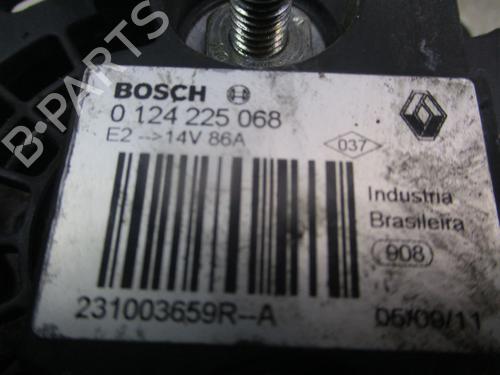 BOSCH
0 124 225 068
E2 -->14V 86A
037
Industria
Brasileira
908
231003659R-A
05/09/11
B-PARTS